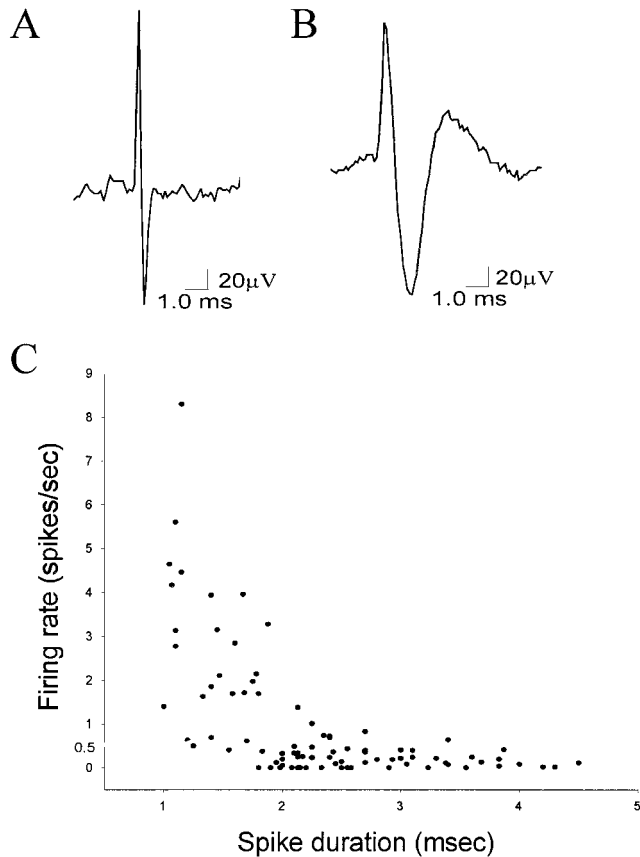 A
B
20μV
1.0 ms
20μV
1.0 ms
C
9
8
7
6
5
4
3
2
1
0.5
0
Firing rate (spikes/sec)
1
2
3
4
5
Spike duration (msec)